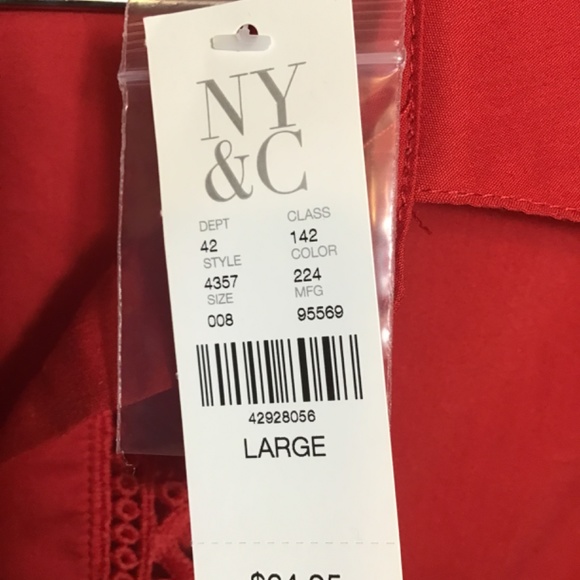 NY
&C
DEPT CLASS
42 142
STYLE COLOR
4357 224
SIZE MFG
008 95569
42928056
LARGE